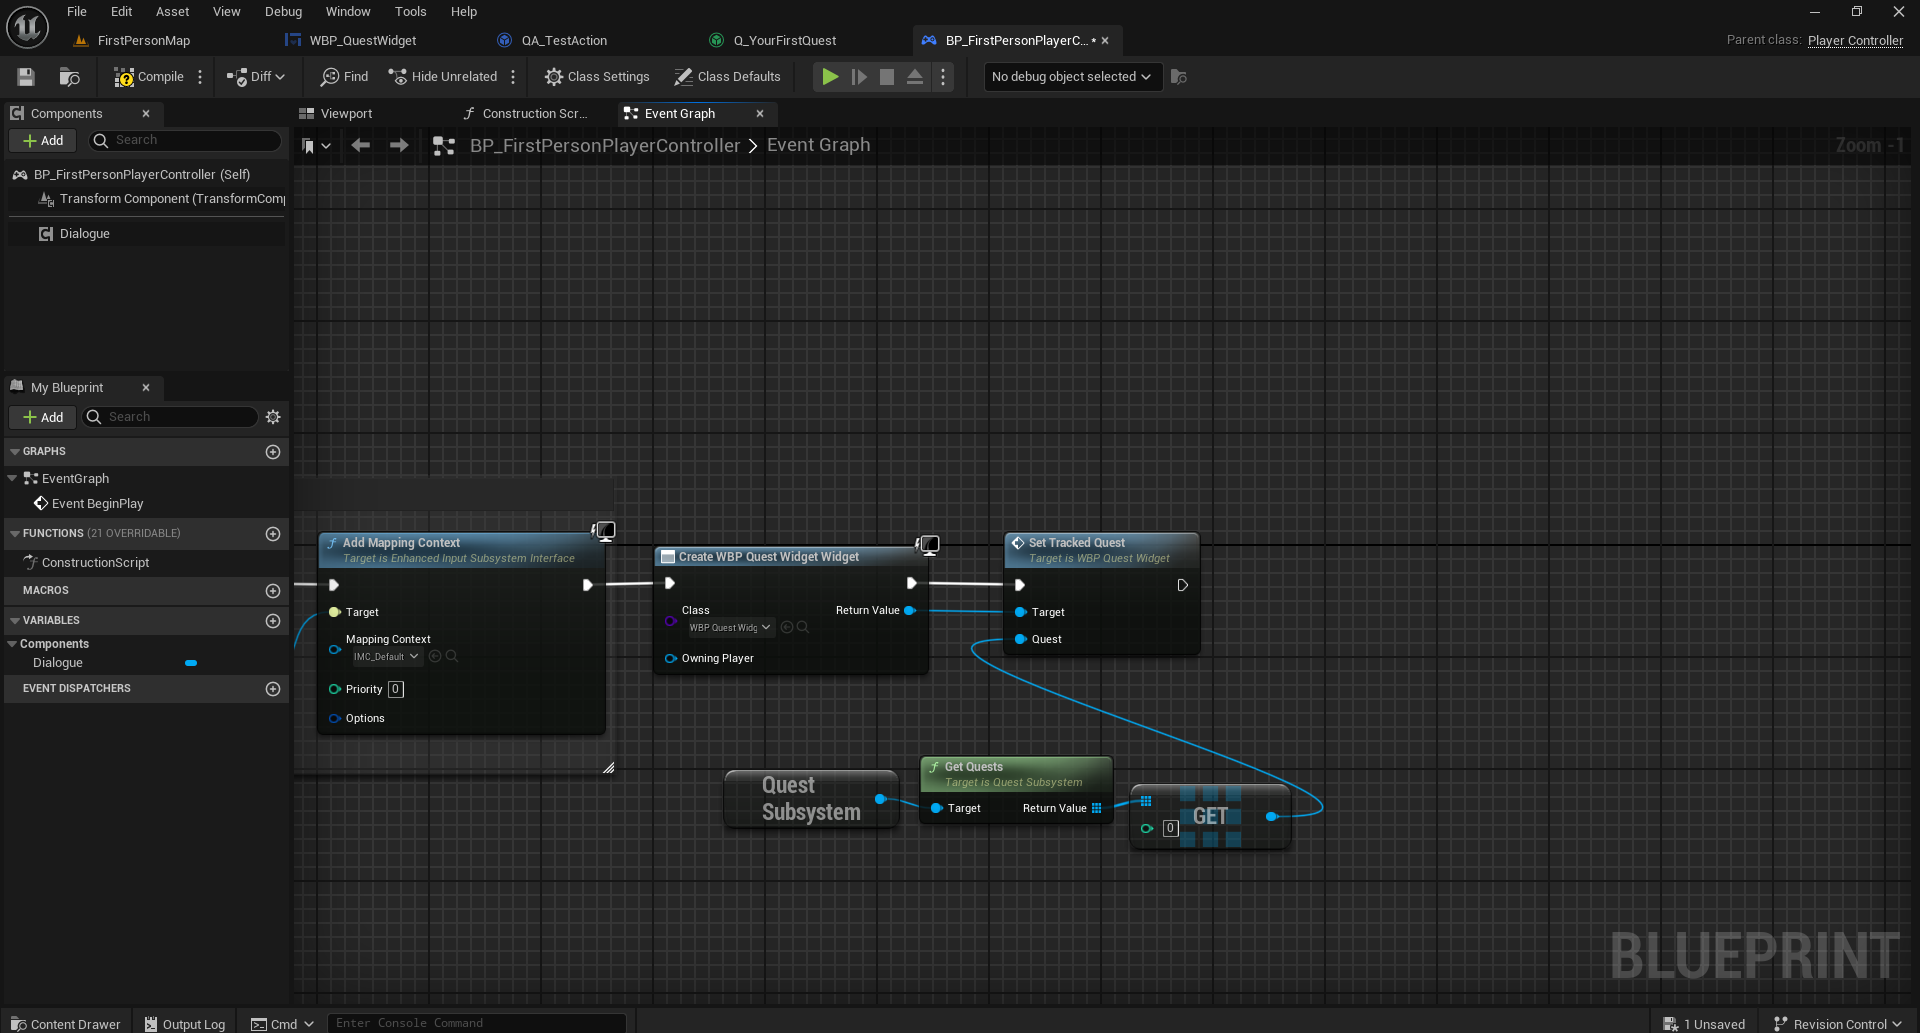 File Edit Asset View Debug Window Tools Help
FirstPersonMap WBP_QuestWidget QA_TestAction Q_YourFirstQuest BP_FirstPersonPlayerC...* Parent class: Player Controller
Compile Diff Find Hide Unrelated Class Settings Class Defaults No debug object selected
Components Viewport Construction Scr... Event Graph
Add Search BP_FirstPersonPlayerController > Event Graph Zoom -1
BP_FirstPersonPlayerController (Self)
Transform Component (TransformComp
Dialogue
My Blueprint
Add Search
GRAPHS
EventGraph
Event BeginPlay
FUNCTIONS (21 OVERRIDABLE)
ConstructionScript
MACROS
VARIABLES
Components
Dialogue
EVENT DISPATCHERS
Add Mapping Context
Target is Enhanced Input Subsystem Interface
Target
Mapping Context
IMC_Default
Priority 0
Options
Create WBP Quest Widget Widget
Class Return Value
WBP Quest Widg
Owning Player
Set Tracked Quest
Target is WBP Quest Widget
Target
Quest
Quest
Subsystem
Get Quests
Target is Quest Subsystem
Target Return Value
GET
0
BLUEPRINT
Content Drawer Output Log Cmd Enter Console Command 1 Unsaved Revision Control